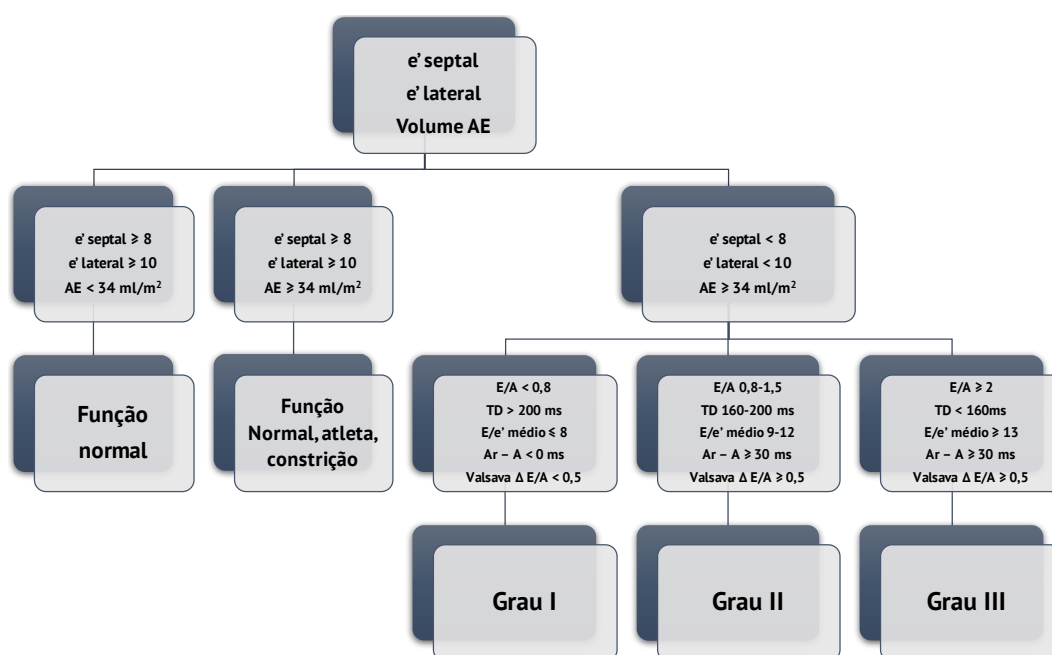 e’ septal
e’ lateral
Volume AE
e’ septal ≥ 8
e’ lateral ≥ 10
AE < 34 ml/m²
e’ septal ≥ 8
e’ lateral ≥ 10
AE ≥ 34 ml/m²
e’ septal < 8
e’ lateral < 10
AE ≥ 34 ml/m²
Função
normal
Função
Normal, atleta,
constrição
E/A < 0,8
TD > 200 ms
E/e’ médio ≤ 8
Ar – A < 0 ms
Valsava Δ E/A < 0,5
E/A 0,8-1,5
TD 160-200 ms
E/e’ médio 9-12
Ar – A ≥ 30 ms
Valsava Δ E/A ≥ 0,5
E/A ≥ 2
TD < 160ms
E/e’ médio ≥ 13
Ar – A ≥ 30 ms
Valsava Δ E/A ≥ 0,5
Grau I
Grau II
Grau III